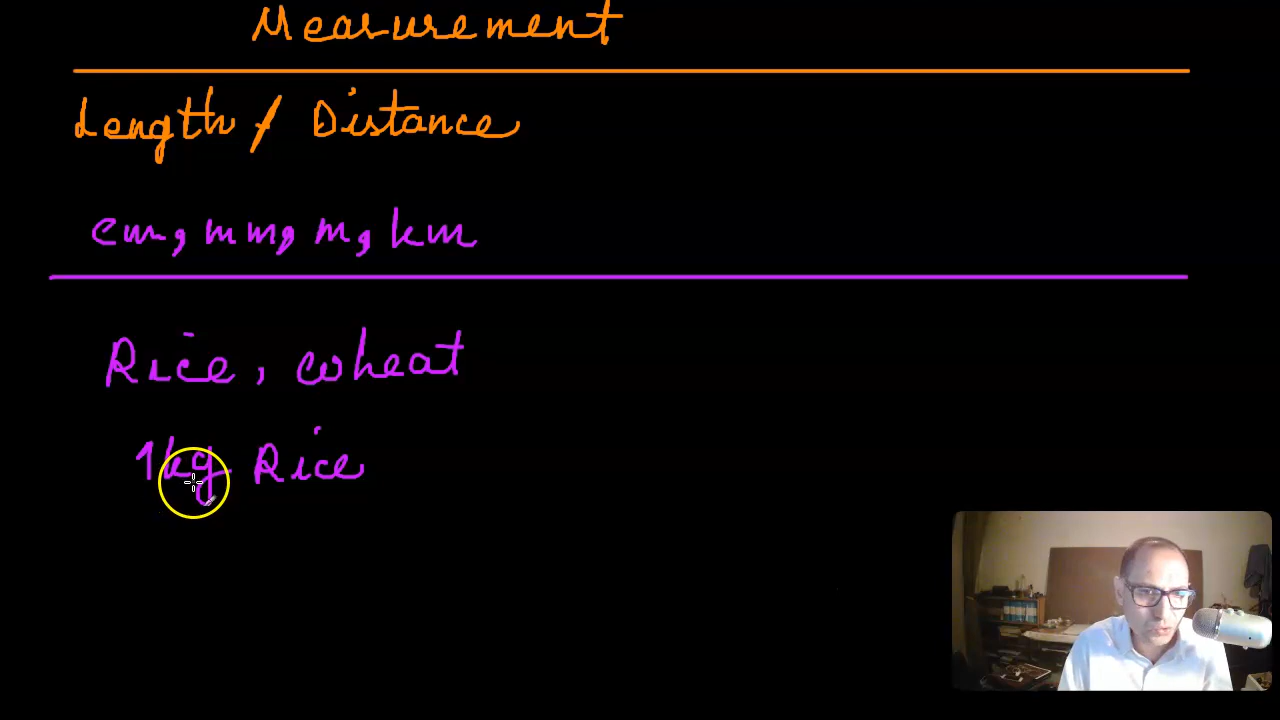 Measurement
Length / Distance
cm, mm, m, km
Rice, wheat
1kg Rice